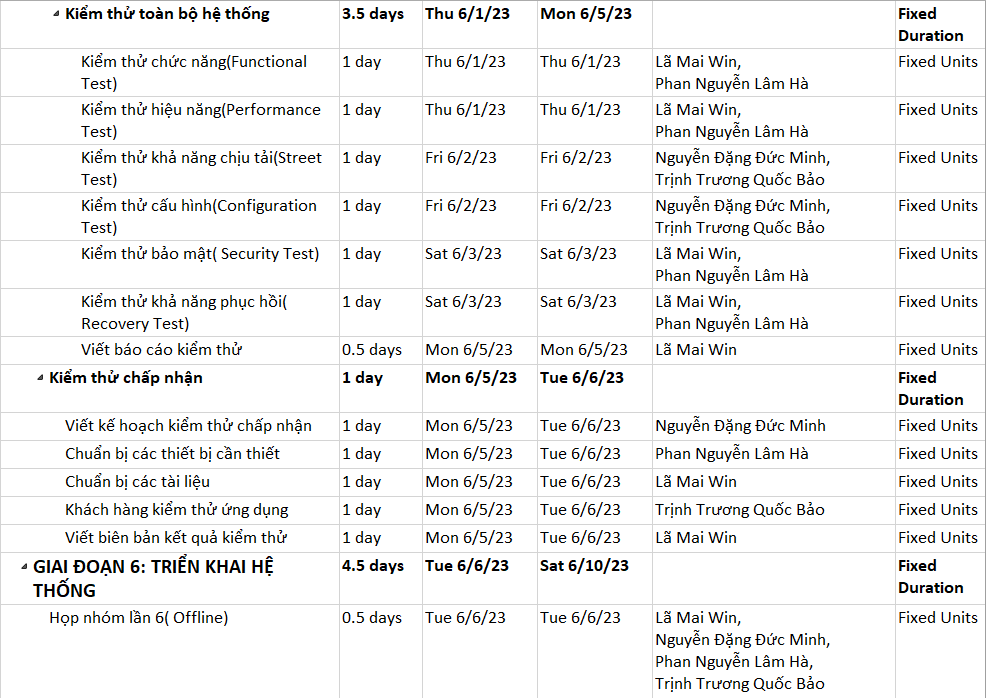 Kiểm thử toàn bộ hệ thống 3.5 days Thu 6/1/23 Mon 6/5/23 Fixed
Duration
Kiểm thử chức năng(Functional 1 day Thu 6/1/23 Thu 6/1/23 Lã Mai Win, Fixed Units
Test) Phan Nguyễn Lâm Hà
Kiểm thử hiệu năng(Performance 1 day Thu 6/1/23 Thu 6/1/23 Lã Mai Win, Fixed Units
Test) Phan Nguyễn Lâm Hà
Kiểm thử khả năng chịu tải(Street 1 day Fri 6/2/23 Fri 6/2/23 Nguyễn Đặng Đức Minh, Fixed Units
Test) Trịnh Trương Quốc Bảo
Kiểm thử cấu hình(Configuration 1 day Fri 6/2/23 Fri 6/2/23 Nguyễn Đặng Đức Minh, Fixed Units
Test) Trịnh Trương Quốc Bảo
Kiểm thử bảo mật( Security Test) 1 day Sat 6/3/23 Sat 6/3/23 Lã Mai Win, Fixed Units
Phan Nguyễn Lâm Hà
Kiểm thử khả năng phục hồi( 1 day Sat 6/3/23 Sat 6/3/23 Lã Mai Win, Fixed Units
Recovery Test) Phan Nguyễn Lâm Hà
Viết báo cáo kiểm thử 0.5 days Mon 6/5/23 Mon 6/5/23 Lã Mai Win Fixed Units
Kiểm thử chấp nhận 1 day Mon 6/5/23 Tue 6/6/23 Fixed
Duration
Viết kế hoạch kiểm thử chấp nhận 1 day Mon 6/5/23 Tue 6/6/23 Nguyễn Đặng Đức Minh Fixed Units
Chuẩn bị các thiết bị cần thiết 1 day Mon 6/5/23 Tue 6/6/23 Phan Nguyễn Lâm Hà Fixed Units
Chuẩn bị các tài liệu 1 day Mon 6/5/23 Tue 6/6/23 Lã Mai Win Fixed Units
Khách hàng kiểm thử ứng dụng 1 day Mon 6/5/23 Tue 6/6/23 Trịnh Trương Quốc Bảo Fixed Units
Viết biên bản kết quả kiểm thử 1 day Mon 6/5/23 Tue 6/6/23 Lã Mai Win Fixed Units
GIAI ĐOẠN 6: TRIỂN KHAI HỆ 4.5 days Tue 6/6/23 Sat 6/10/23 Fixed
THỐNG Duration
Họp nhóm lần 6( Offline) 0.5 days Tue 6/6/23 Tue 6/6/23 Lã Mai Win, Fixed Units
Nguyễn Đặng Đức Minh,
Phan Nguyễn Lâm Hà,
Trịnh Trương Quốc Bảo